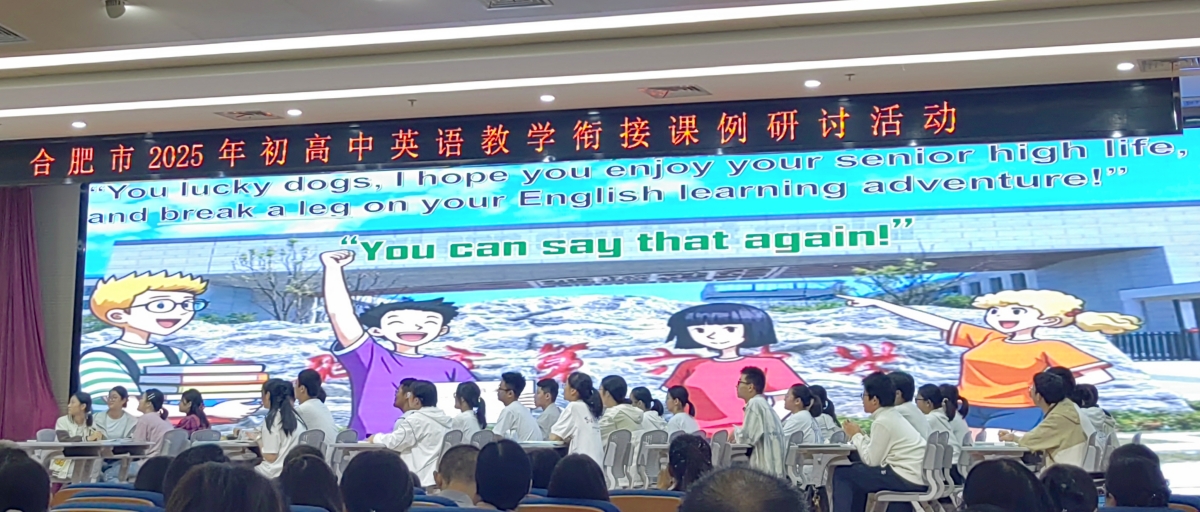 合肥市2025年初高中英语教学衔接课例研讨活动
“You lucky dogs, I hope you enjoy your senior high life,
and break a leg on your English learning adventure!”
“You can say that again!”